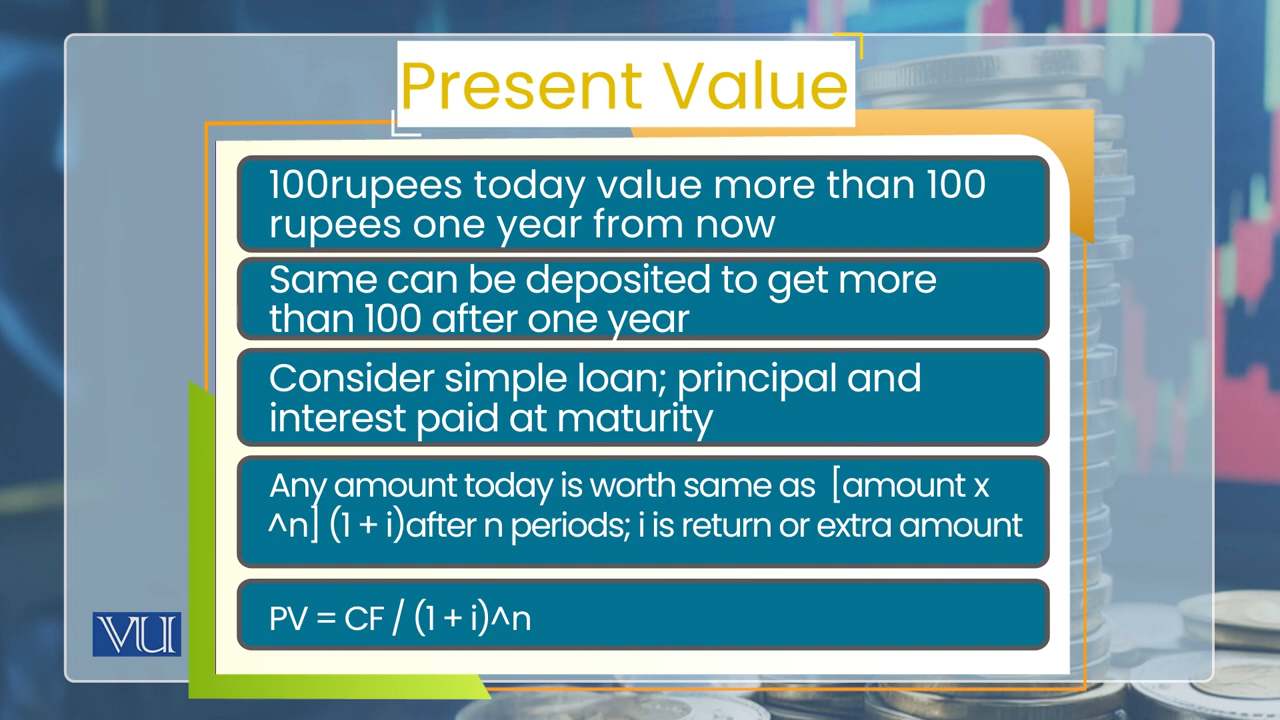 Present Value
100rupees today value more than 100
rupees one year from now
Same can be deposited to get more
than 100 after one year
Consider simple loan; principal and
interest paid at maturity
Any amount today is worth same as [amount x
^n] (1 + i)after n periods; i is return or extra amount
PV = CF / (1 + i)^n
VU